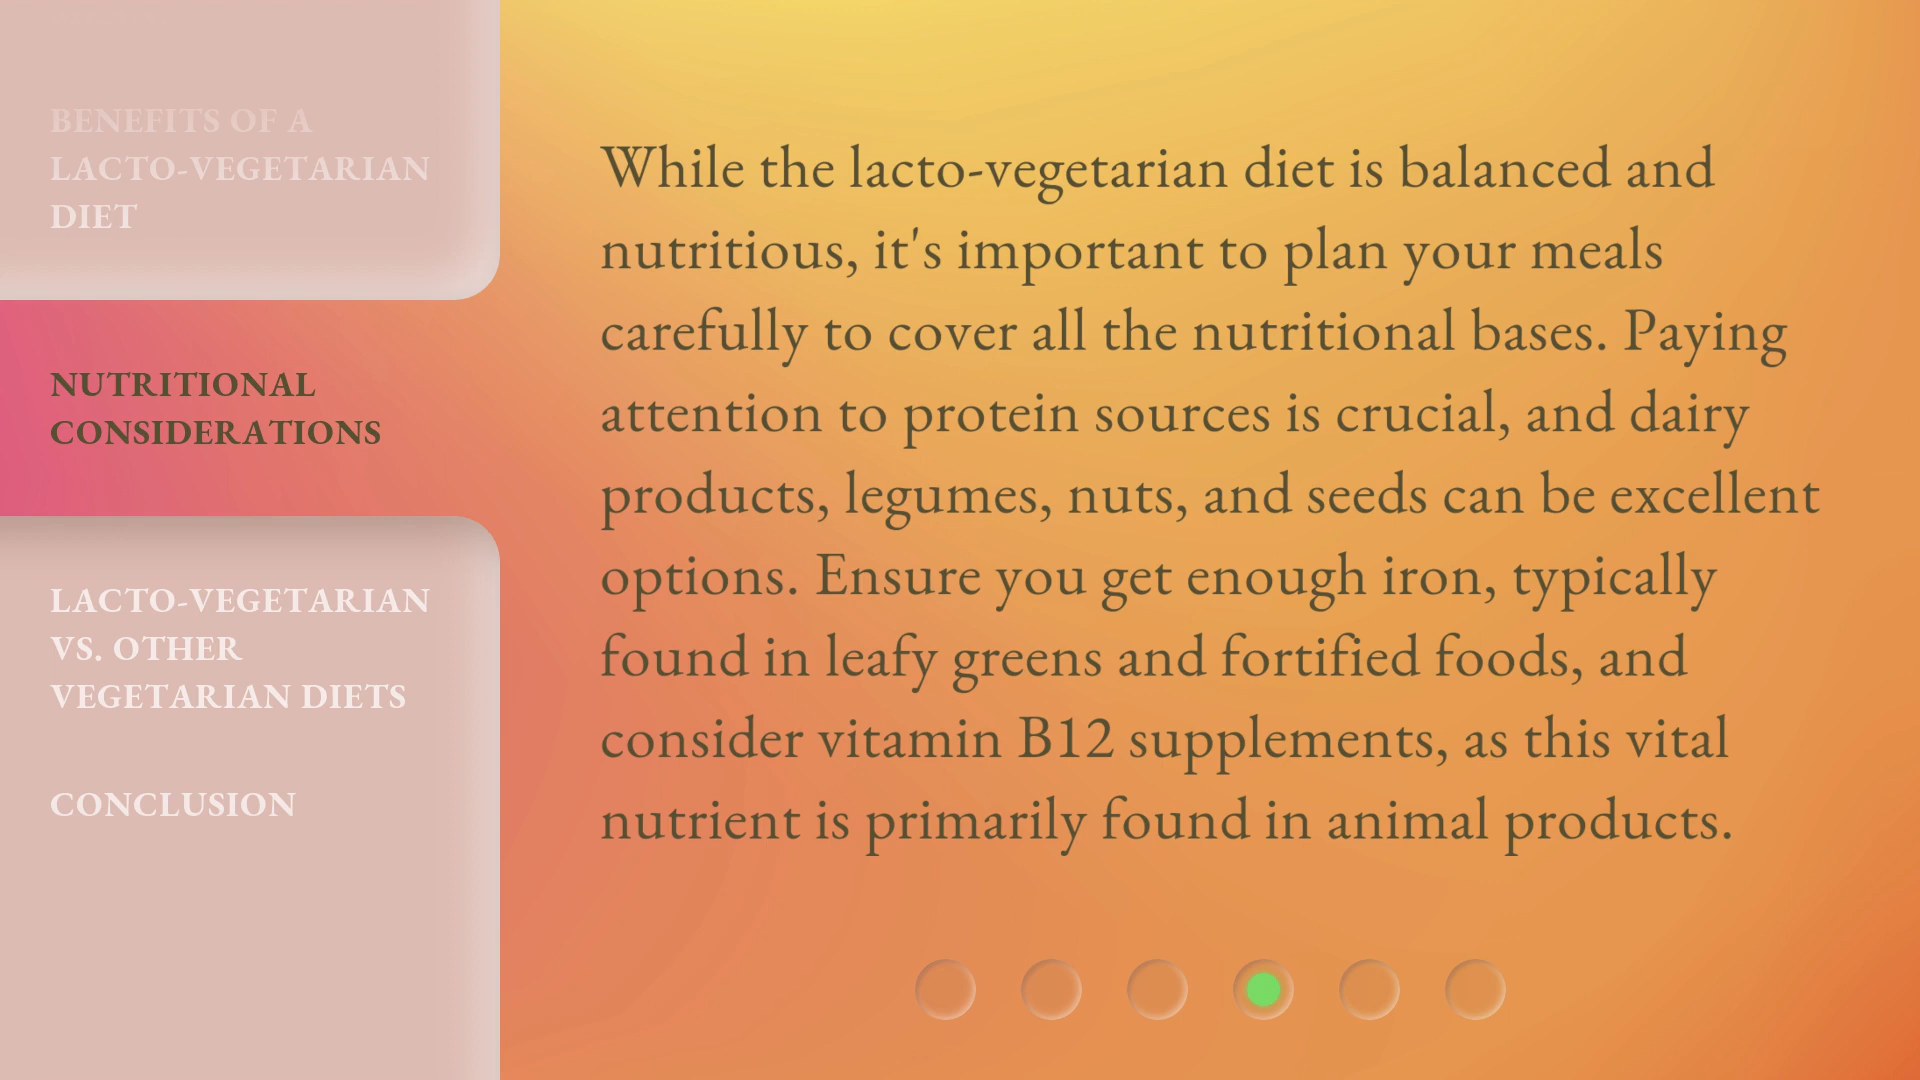 BENEFITS OF A
LACTO-VEGETARIAN
DIET
NUTRITIONAL
CONSIDERATIONS
LACTO-VEGETARIAN
VS. OTHER
VEGETARIAN DIETS
CONCLUSION
While the lacto-vegetarian diet is balanced and
nutritious, it's important to plan your meals
carefully to cover all the nutritional bases. Paying
attention to protein sources is crucial, and dairy
products, legumes, nuts, and seeds can be excellent
options. Ensure you get enough iron, typically
found in leafy greens and fortified foods, and
consider vitamin B12 supplements, as this vital
nutrient is primarily found in animal products.